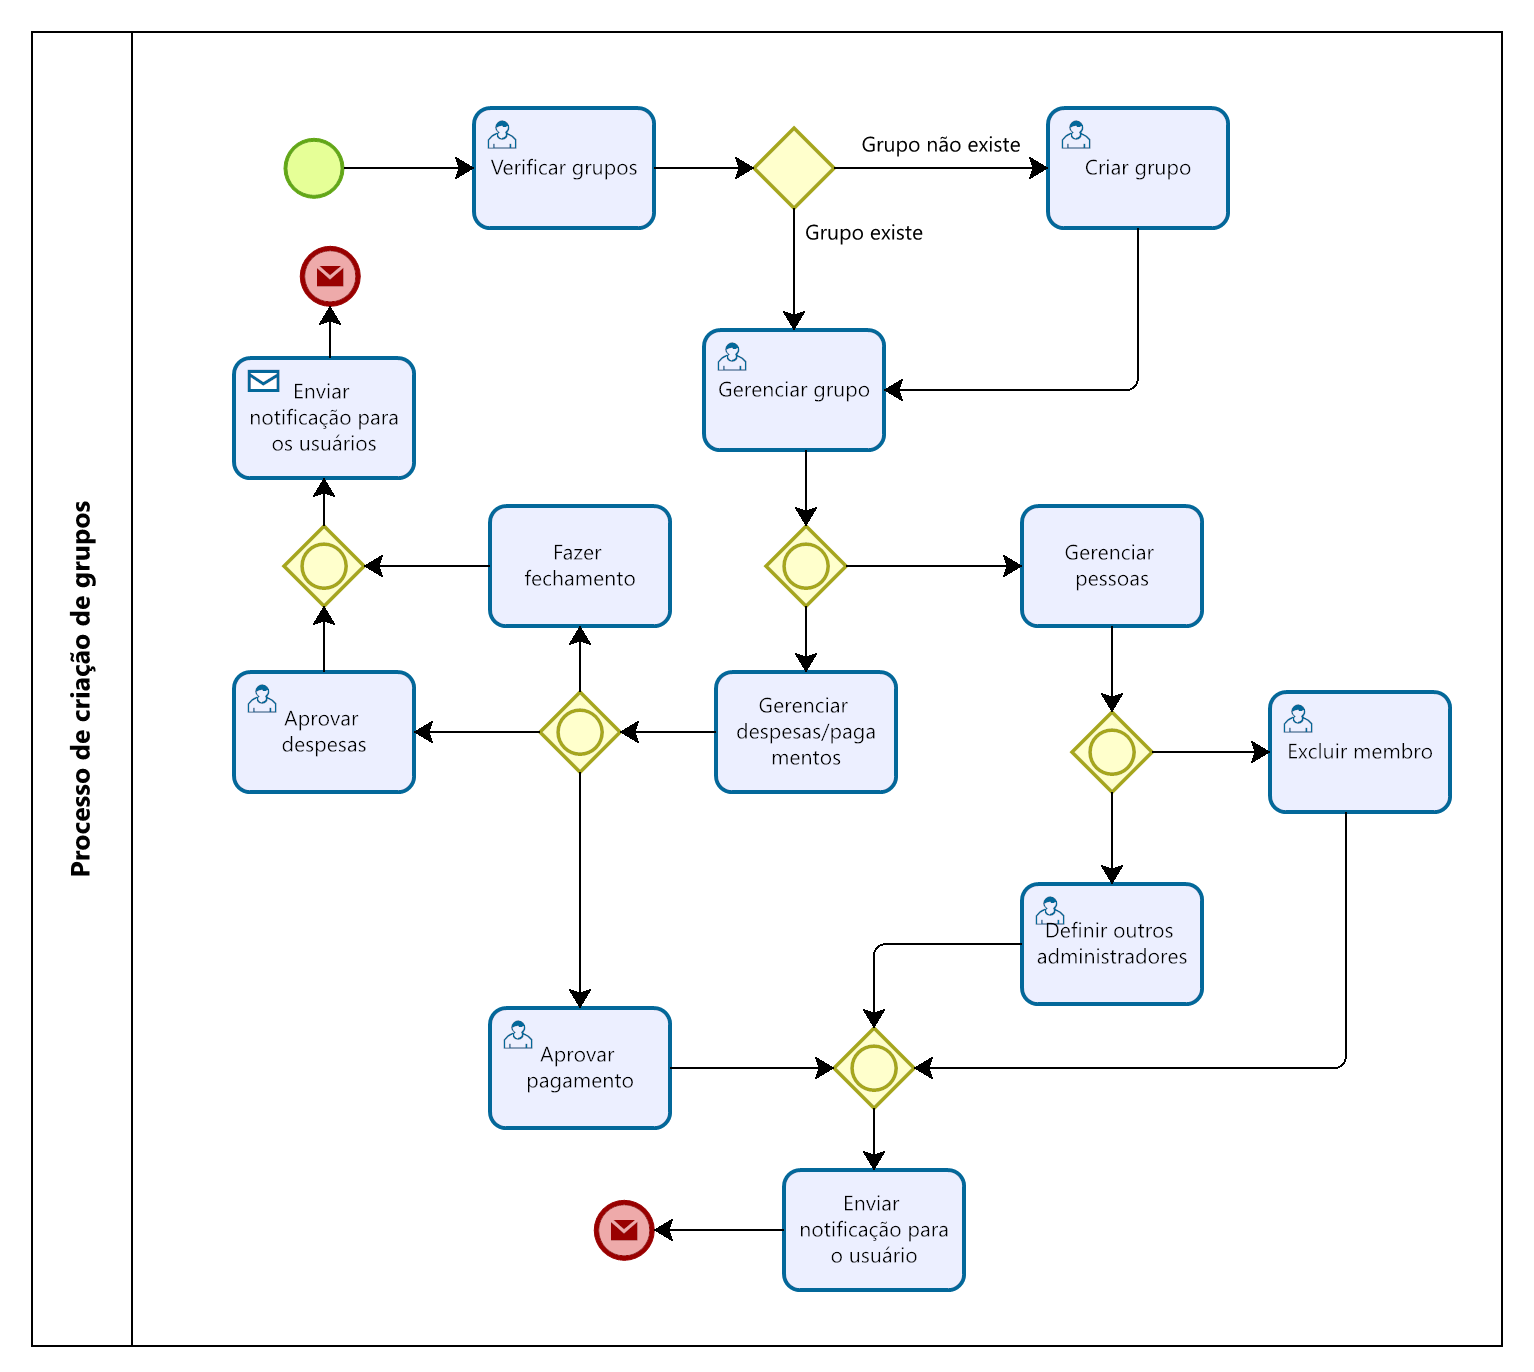 Processo de criação de grupos
Verificar grupos
Grupo não existe
Criar grupo
Grupo existe
Gerenciar grupo
Enviar
notificação para
os usuários
Fazer
fechamento
Gerenciar
pessoas
Aprovar
despesas
Gerenciar
despesas/paga
mentos
Excluir membro
Definir outros
administradores
Aprovar
pagamento
Enviar
notificação para
o usuário